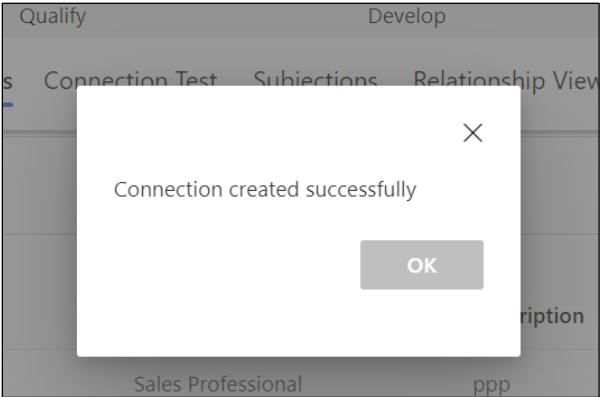 Qualify Develop
s Connection Test Subjections Relationship View
Connection created successfully
OK
ription
Sales Professional ppp